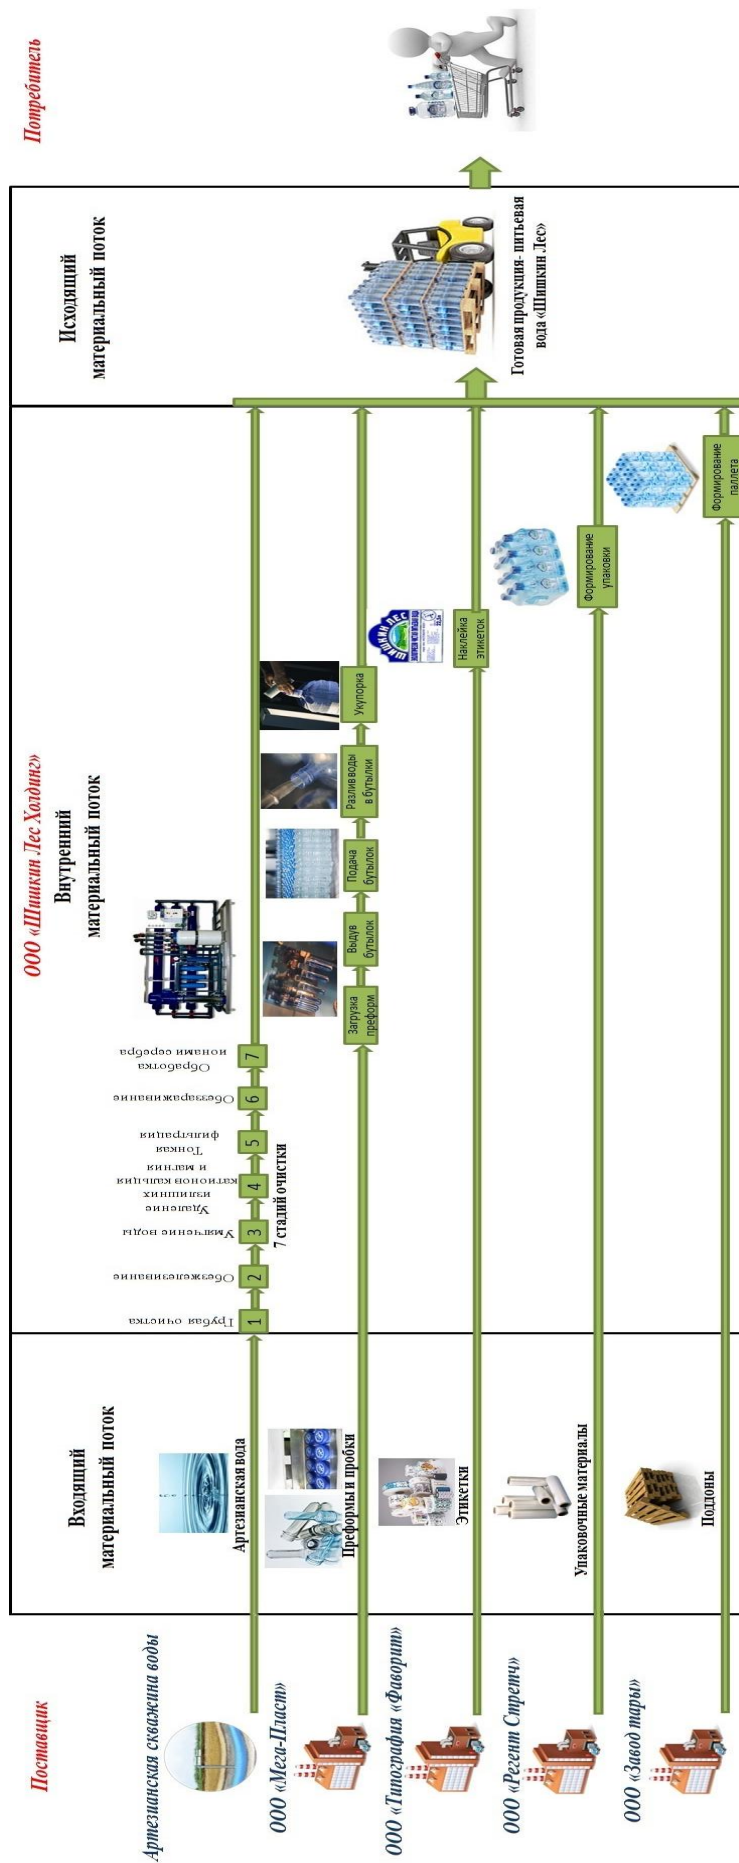 Поставщик
ООО «Шишкин Лес Холдинг»
Потребитель
Входящий
материальный поток
Внутренний
материальный поток
Исходящий
материальный поток
Артезианская скважина воды
Артезианская вода
Грубая очистка
Обезжелезивание
Умягчение воды
Удаление
излишних
катионов кальция
и магния
Тонкая
фильтрация
Обеззараживание
Обработка
ионами серебра
1
2
3
4
5
6
7
7 стадий очистки
ООО «Мега-Пласт»
Преформы и пробки
Загрузка
преформ
Выдув
бутылок
Подача
бутылок
Разлив воды
в бутылки
Укупорка
ООО «Типография «Фаворит»
Этикетки
ШИШКИН ЛЕС
Наклейка
этикеток
Готовая продукция- питьевая
вода «Шишкин Лес»
ООО «Регент Стретч»
Упаковочные материалы
Формирование
упаковки
ООО «Завод тары»
Поддоны
Формирование
паллета